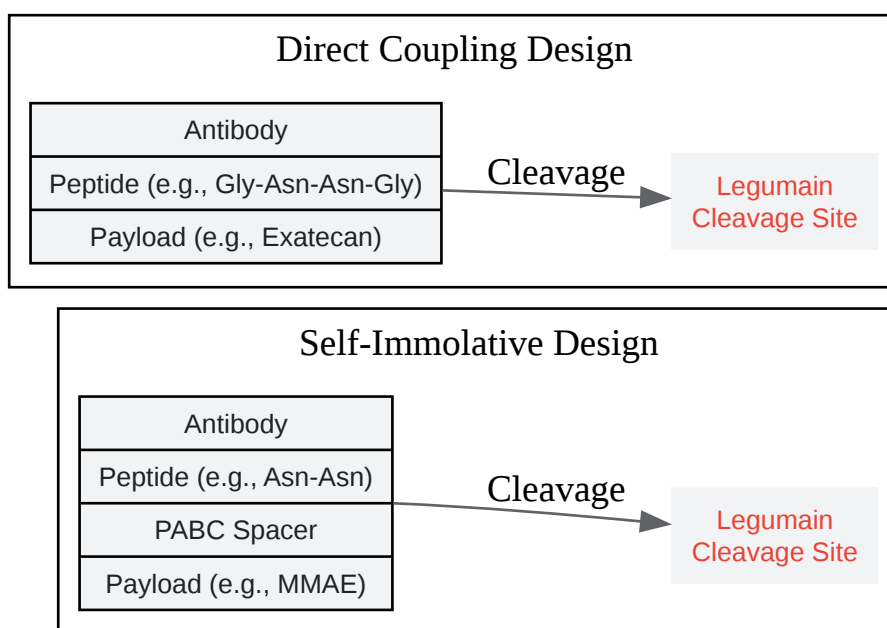 Direct Coupling Design
Antibody
Peptide (e.g., Gly-Asn-Asn-Gly)
Payload (e.g., Exatecan)
Cleavage
Legumain
Cleavage Site
Self-Immolative Design
Antibody
Peptide (e.g., Asn-Asn)
PABC Spacer
Payload (e.g., MMAE)
Cleavage
Legumain
Cleavage Site